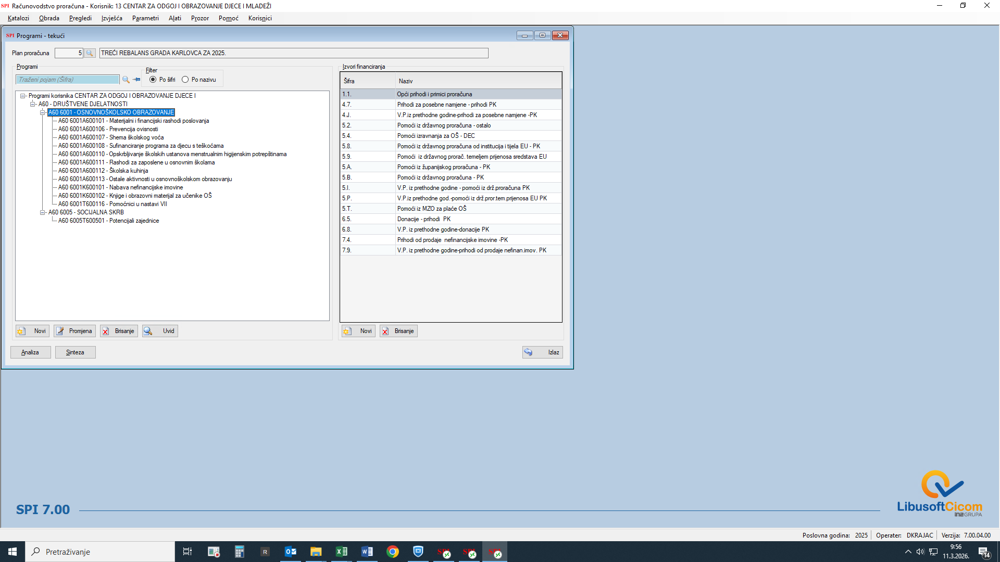 SPI Računovodstvo proračuna - Korisnik: 13 CENTAR ZA ODGOJ I OBRAZOVANJE DJECE I MLADEŽI
Katalozi Obrada Pregledi Izvješća Parametri Alati Prozor Pomoć Korisnici
SPI Programi - tekući
Plan proračuna 5 TREĆI REBALANS GRADA KARLOVCA ZA 2025.
Programi
Filter
Traženi pojam (Šifra) Po šifri Po nazivu
Programi korisnika CENTAR ZA ODGOJ I OBRAZOVANJE DJECE I
A60 - DRUŠTVENE DJELATNOSTI
A60 6001 - OSNOVNOŠKOLSKO OBRAZOVANJE
A60 6001A600101 - Materijalni i financijski rashodi poslovanja
A60 6001A600106 - Prevencija ovisnosti
A60 6001A600107 - Shema školskog voća
A60 6001A600108 - Sufinanciranje programa za djecu s teškoćama
A60 6001A600110 - Opskrbljivanje školskih ustanova menstrualnim higijenskim potrepštinama
A60 6001A600111 - Rashodi za zaposlene u osnovnim školama
A60 6001A600112 - Školska kuhinja
A60 6001A600113 - Ostale aktivnosti u osnovnoškolskom obrazovanju
A60 6001K600101 - Nabava nefinancijske imovine
A60 6001K600102 - Knjige i obrazovni materijal za učenike OŠ
A60 6001T600116 - Pomoćnici u nastavi VII
A60 6005 - SOCIJALNA SKRB
A60 6005T600501 - Potencijali zajednice
Novi Promjena Brisanje Uvid
Analiza Sinteza
Izvori financiranja
Šifra Naziv
1.1. Opći prihodi i primici proračuna
4.7. Prihodi za posebne namjene - prihodi PK
4.J. V.P.iz prethodne godine-prihodi za posebne namjene -PK
5.2. Pomoći iz državnog proračuna - ostalo
5.4. Pomoći izravnanja za OŠ - DEC
5.8. Pomoći iz državnog proračuna od institucija i tijela EU - PK
5.9. Pomoći iz državnog prorač. temeljem prijenosa sredstava EU
5.A. Pomoći iz županijskog proračuna - PK
5.B. Pomoći iz državnog proračuna - PK
5.I. V.P. iz prethodne godine - pomoći iz drž.proračuna PK
5.P. V.P.iz prethodne god.-pomoći iz drž.pror.tem.prijenosa EU PK
5.T. Pomoći iz MZO za plaće OŠ
6.5. Donacije - prihodi PK
6.8. V.P. iz prethodne godine-donacije PK
7.4. Prihodi od prodaje nefinancijske imovine -PK
7.9. V.P. iz prethodne godine-prihodi od prodaje nefinan.imov. PK
Novi Brisanje
Izlaz
SPI 7.00
LibusoftCicom
in2GRUPA
Poslovna godina: 2025 Operater: DKRAJAC Verzija: 7.00.04.00
Pretraživanje
9:56
11.3.2026.
14